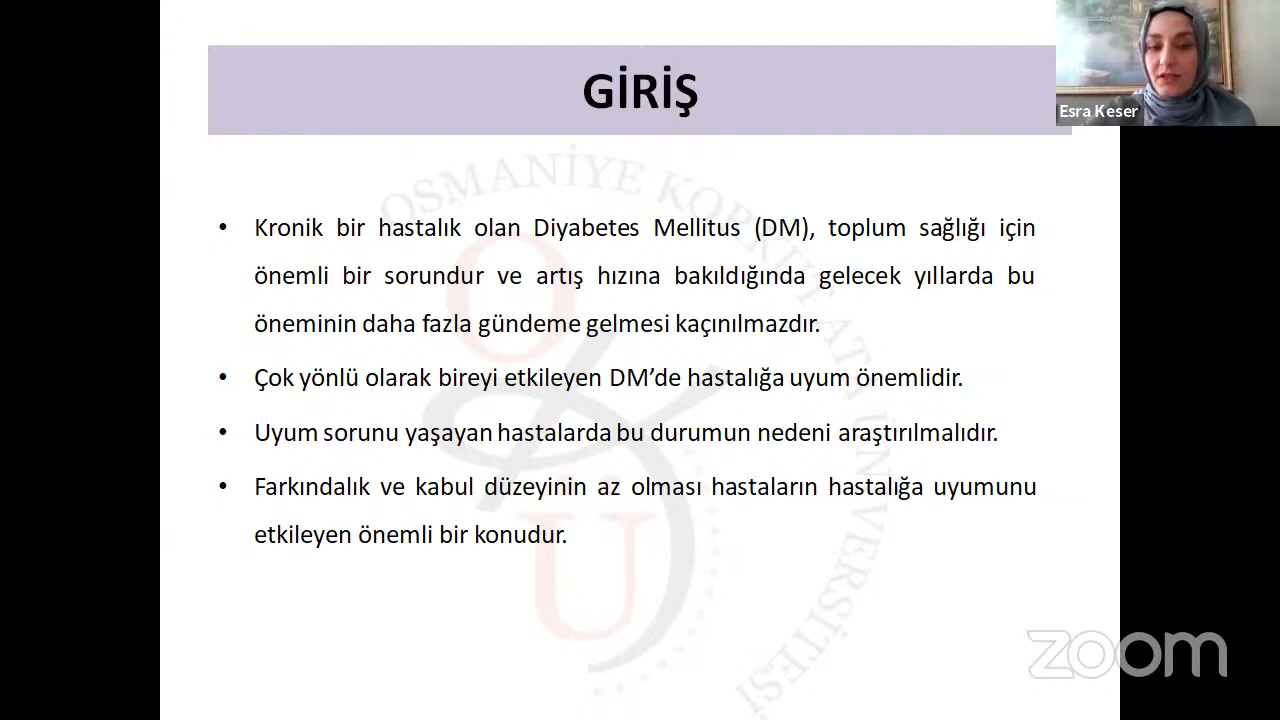 GİRİŞ
Esra Keser
• Kronik bir hastalık olan Diyabetes Mellitus (DM), toplum sağlığı için
önemli bir sorundur ve artış hızına bakıldığında gelecek yıllarda bu
öneminin daha fazla gündeme gelmesi kaçınılmazdır.
• Çok yönlü olarak bireyi etkileyen DM’de hastalığa uyum önemlidir.
• Uyum sorunu yaşayan hastalarda bu durumun nedeni araştırılmalıdır.
• Farkındalık ve kabul düzeyinin az olması hastaların hastalığa uyumunu
etkileyen önemli bir konudur.
OSMANİYE KORKUT ATA ÜNİVERSİTESİ
O
U
zoom